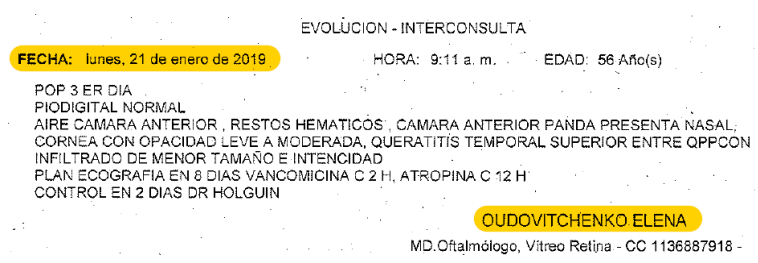 EVOLUCION - INTERCONSULTA
FECHA: lunes, 21 de enero de 2019 HORA: 9:11 a. m. EDAD: 56 Año(s)
POP 3 ER DIA
PIODIGITAL NORMAL
AIRE CAMARA ANTERIOR , RESTOS HEMATICOS , CAMARA ANTERIOR PANDA PRESENTA NASAL,
CORNEA CON OPACIDAD LEVE A MODERADA, QUERATITIS TEMPORAL SUPERIOR ENTRE QPPCON
INFILTRADO DE MENOR TAMAÑO E INTENCIDAD
PLAN ECOGRAFIA EN 8 DIAS VANCOMICINA C 2 H, ATROPINA C 12 H
CONTROL EN 2 DIAS DR HOLGUIN
OUDOVITCHENKO ELENA
MD.Oftalmólogo, Vitreo Retina - CC 1136887918 -